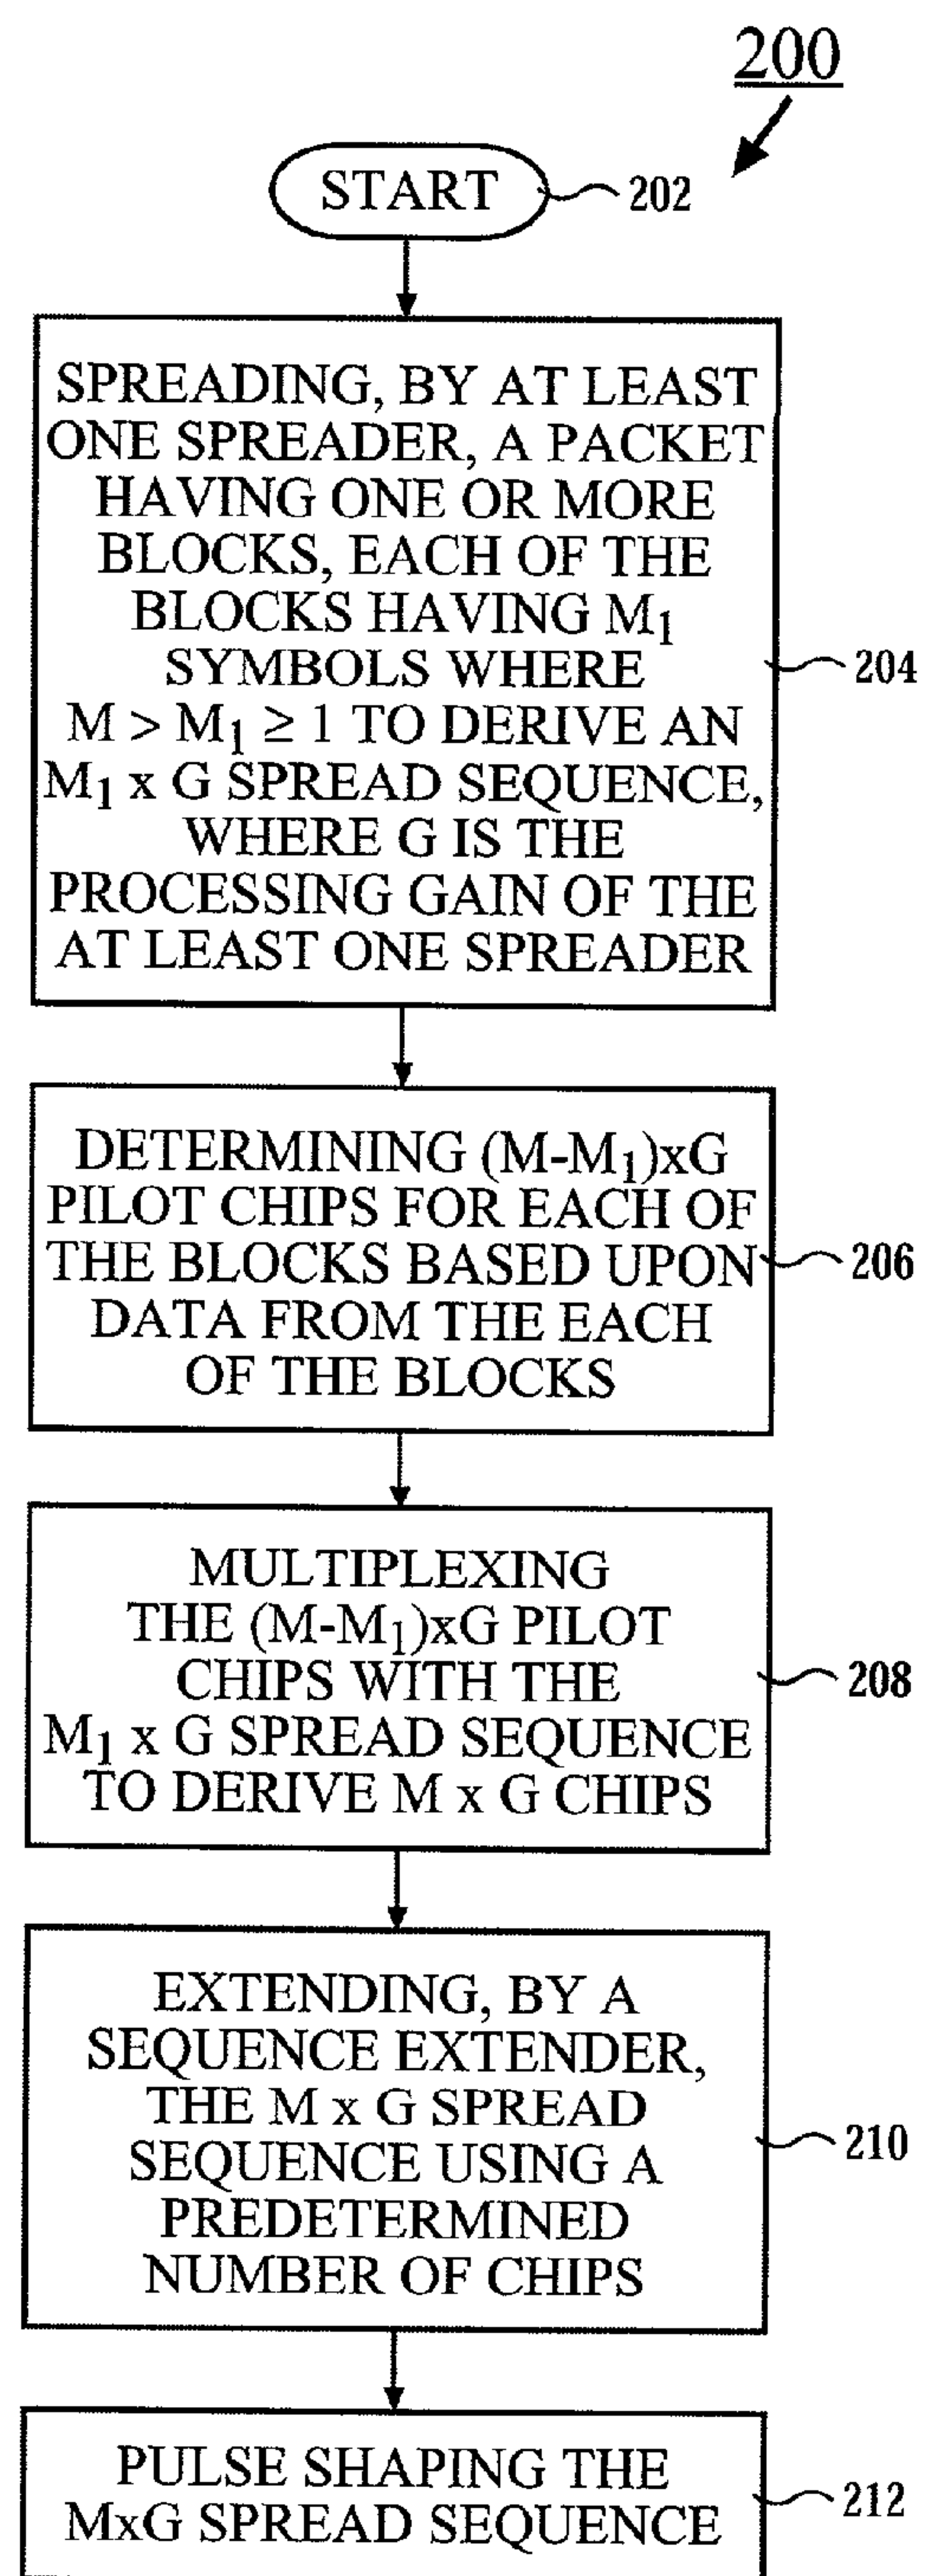 200
START
202
SPREADING, BY AT LEAST
ONE SPREADER, A PACKET
HAVING ONE OR MORE
BLOCKS, EACH OF THE
BLOCKS HAVING M₁
SYMBOLS WHERE
M > M₁ ≥ 1 TO DERIVE AN
M₁ x G SPREAD SEQUENCE,
WHERE G IS THE
PROCESSING GAIN OF THE
AT LEAST ONE SPREADER
204
DETERMINING (M-M₁)xG
PILOT CHIPS FOR EACH OF
THE BLOCKS BASED UPON
DATA FROM THE EACH
OF THE BLOCKS
206
MULTIPLEXING
THE (M-M₁)xG PILOT
CHIPS WITH THE
M₁ x G SPREAD SEQUENCE
TO DERIVE M x G CHIPS
208
EXTENDING, BY A
SEQUENCE EXTENDER,
THE M x G SPREAD
SEQUENCE USING A
PREDETERMINED
NUMBER OF CHIPS
210
PULSE SHAPING THE
MxG SPREAD SEQUENCE
212